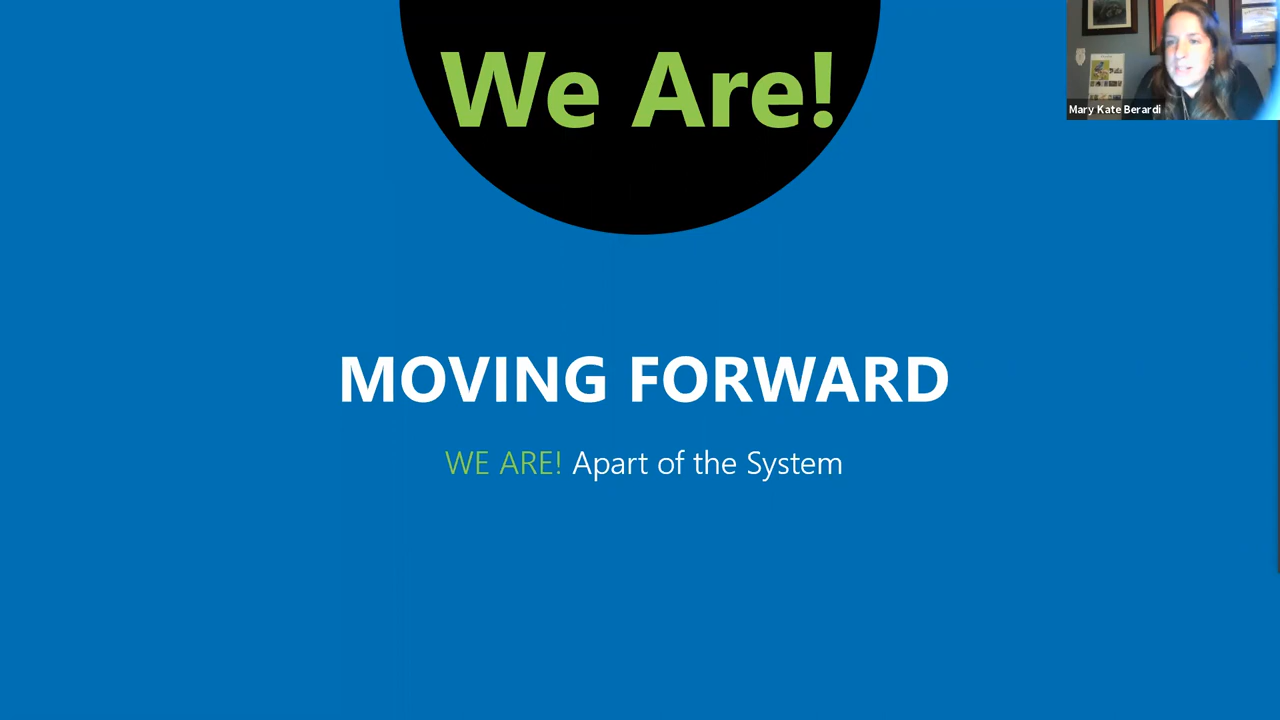 We Are!
Mary Kate Berardi
MOVING FORWARD
WE ARE! Apart of the System